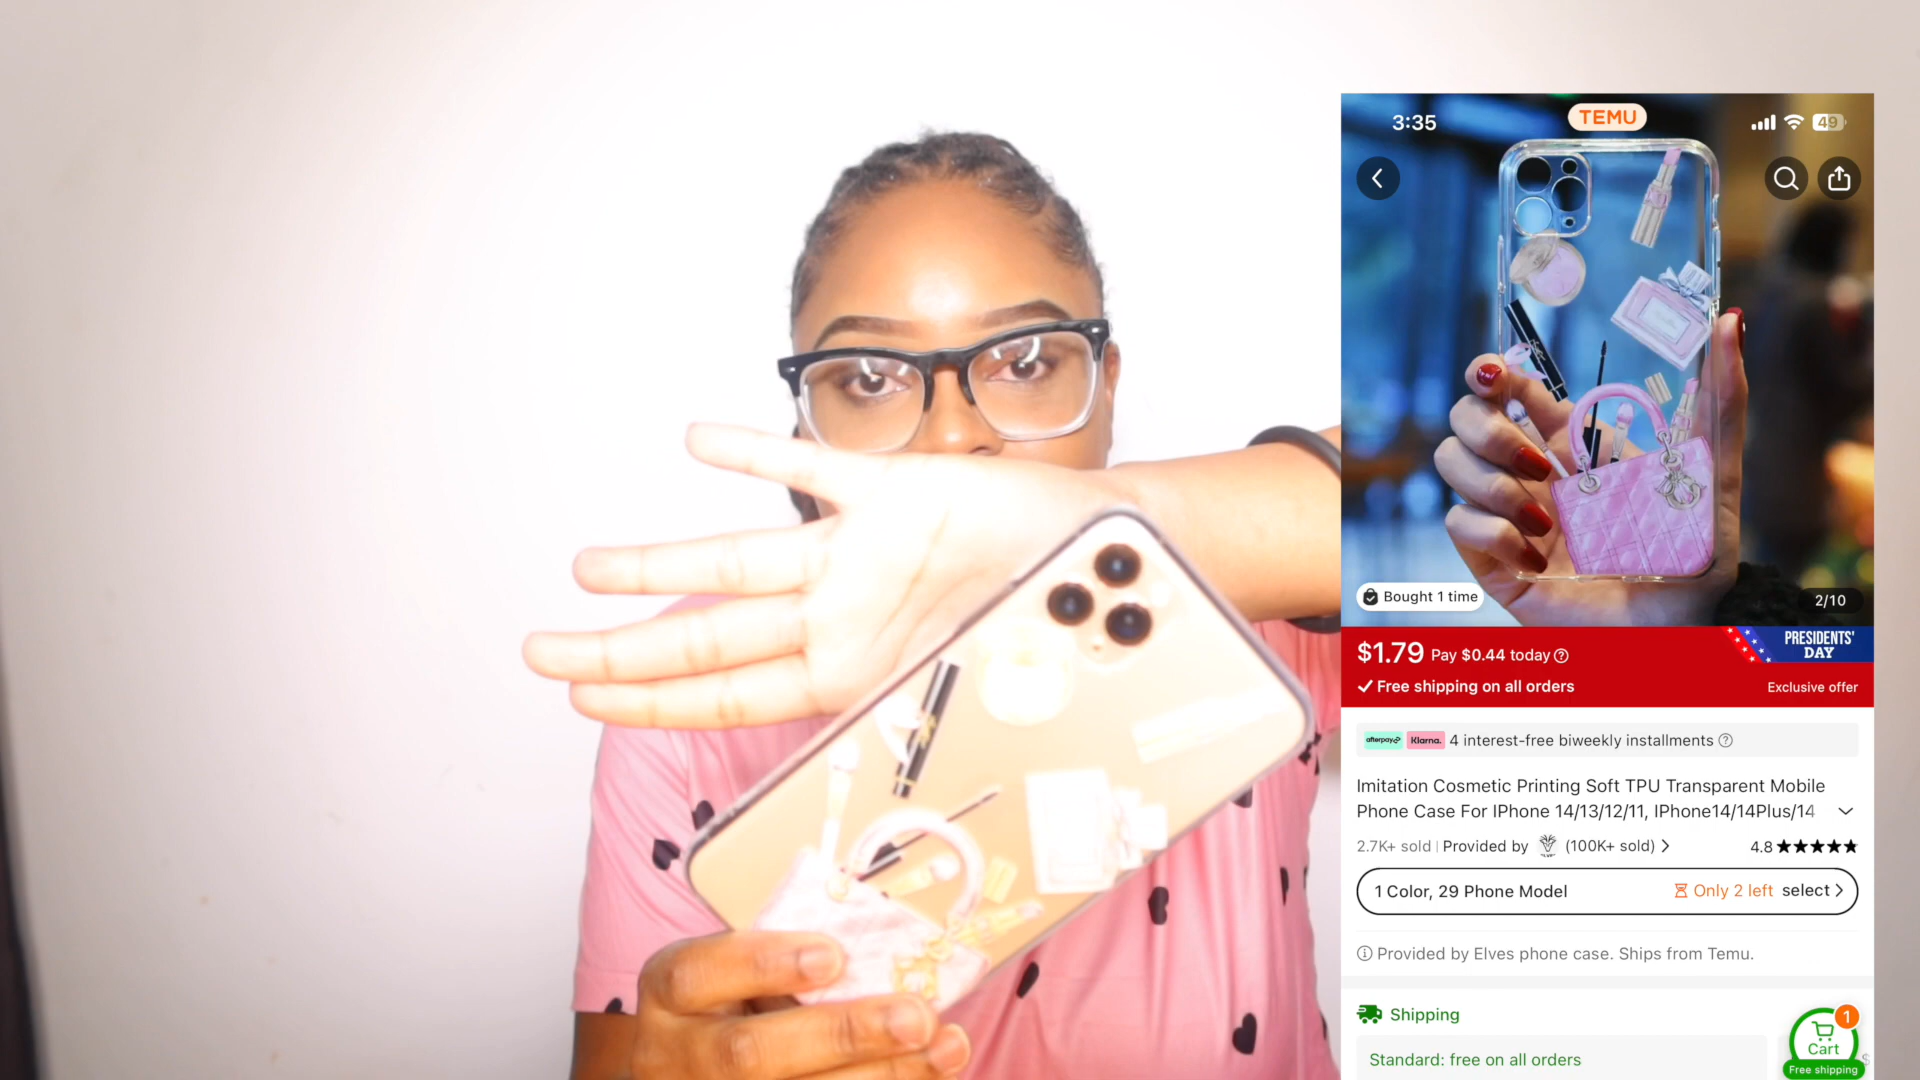 3:35
TEMU
49
Bought 1 time
2/10
$1.79 Pay $0.44 today
PRESIDENTS'
DAY
✓ Free shipping on all orders
Exclusive offer
afterpay Klarna. 4 interest-free biweekly installments
Imitation Cosmetic Printing Soft TPU Transparent Mobile
Phone Case For IPhone 14/13/12/11, IPhone14/14Plus/14
2.7K+ sold | Provided by (100K+ sold) >
4.8 ★★★★★
1 Color, 29 Phone Model
Only 2 left select >
Provided by Elves phone case. Ships from Temu.
Shipping
Standard: free on all orders
1
Cart
Free shipping